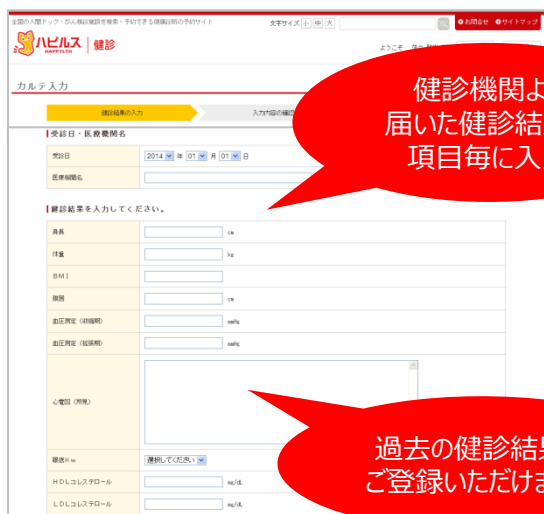 全国の人間ドック・がん検診健診を検索・予約できる健康診断の予約サイト
文字サイズ 小 中 大
お問合せ サイトマップ
ハピルス 健診
HAPPYLTH
ようこそ
カルテ入力
健診結果の入力
入力内容の確認
健診機関よ
届いた健診結
項目毎に入
受診日・医療機関名
受診日 2014 年 01 月 01 日
医療機関名
健診結果を入力してください。
身長 cm
体重 kg
BMI
腹囲 cm
血圧測定（収縮期） mmHg
血圧測定（拡張期） mmHg
心電図（所見）
過去の健診結果
ご登録いただけま
眼底Kw 選択してください
HDLコレステロール mg/dL
LDLコレステロール mg/dL